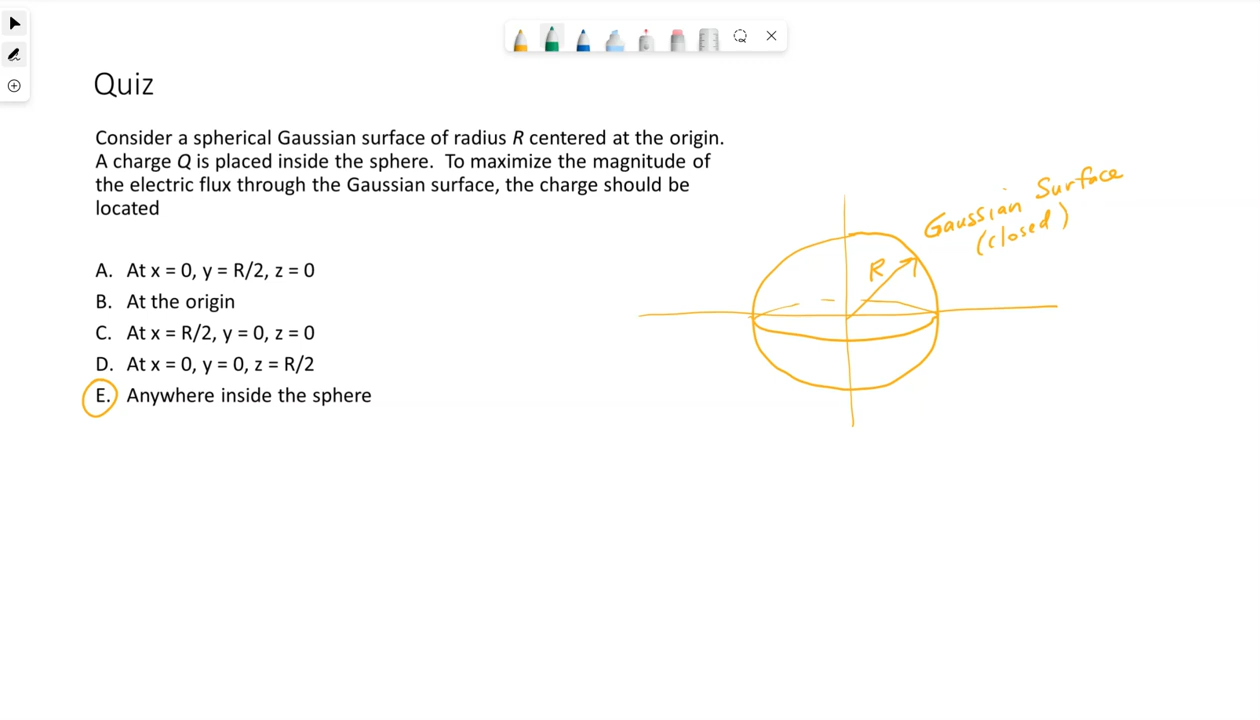 Quiz
Consider a spherical Gaussian surface of radius R centered at the origin.
A charge Q is placed inside the sphere. To maximize the magnitude of
the electric flux through the Gaussian surface, the charge should be
located
A. At x = 0, y = R/2, z = 0
B. At the origin
C. At x = R/2, y = 0, z = 0
D. At x = 0, y = 0, z = R/2
E. Anywhere inside the sphere
Gaussian Surface
(closed)
R